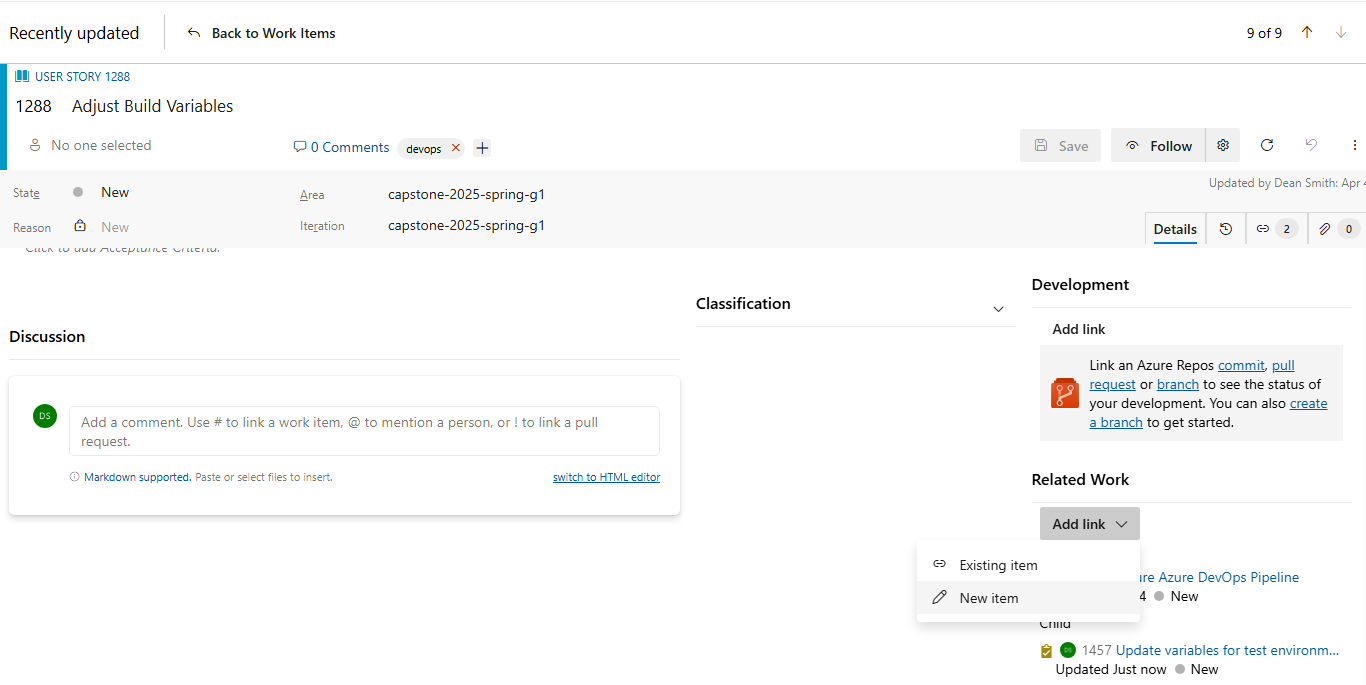 Recently updated
Back to Work Items
9 of 9
USER STORY 1288
1288 Adjust Build Variables
No one selected
0 Comments
devops
Save
Follow
State New
Area capstone-2025-spring-g1
Updated by Dean Smith: Apr 4
Reason New
Iteration capstone-2025-spring-g1
Details
2
0
Click to add Acceptance Criteria.
Discussion
DS
Add a comment. Use # to link a work item, @ to mention a person, or ! to link a pull
request.
Markdown supported. Paste or select files to insert.
switch to HTML editor
Classification
Development
Add link
Link an Azure Repos commit, pull
request or branch to see the status of
your development. You can also create
a branch to get started.
Related Work
Add link
Existing item
New item
Azure DevOps Pipeline
4 New
Child
DS 1457 Update variables for test environm...
Updated Just now New